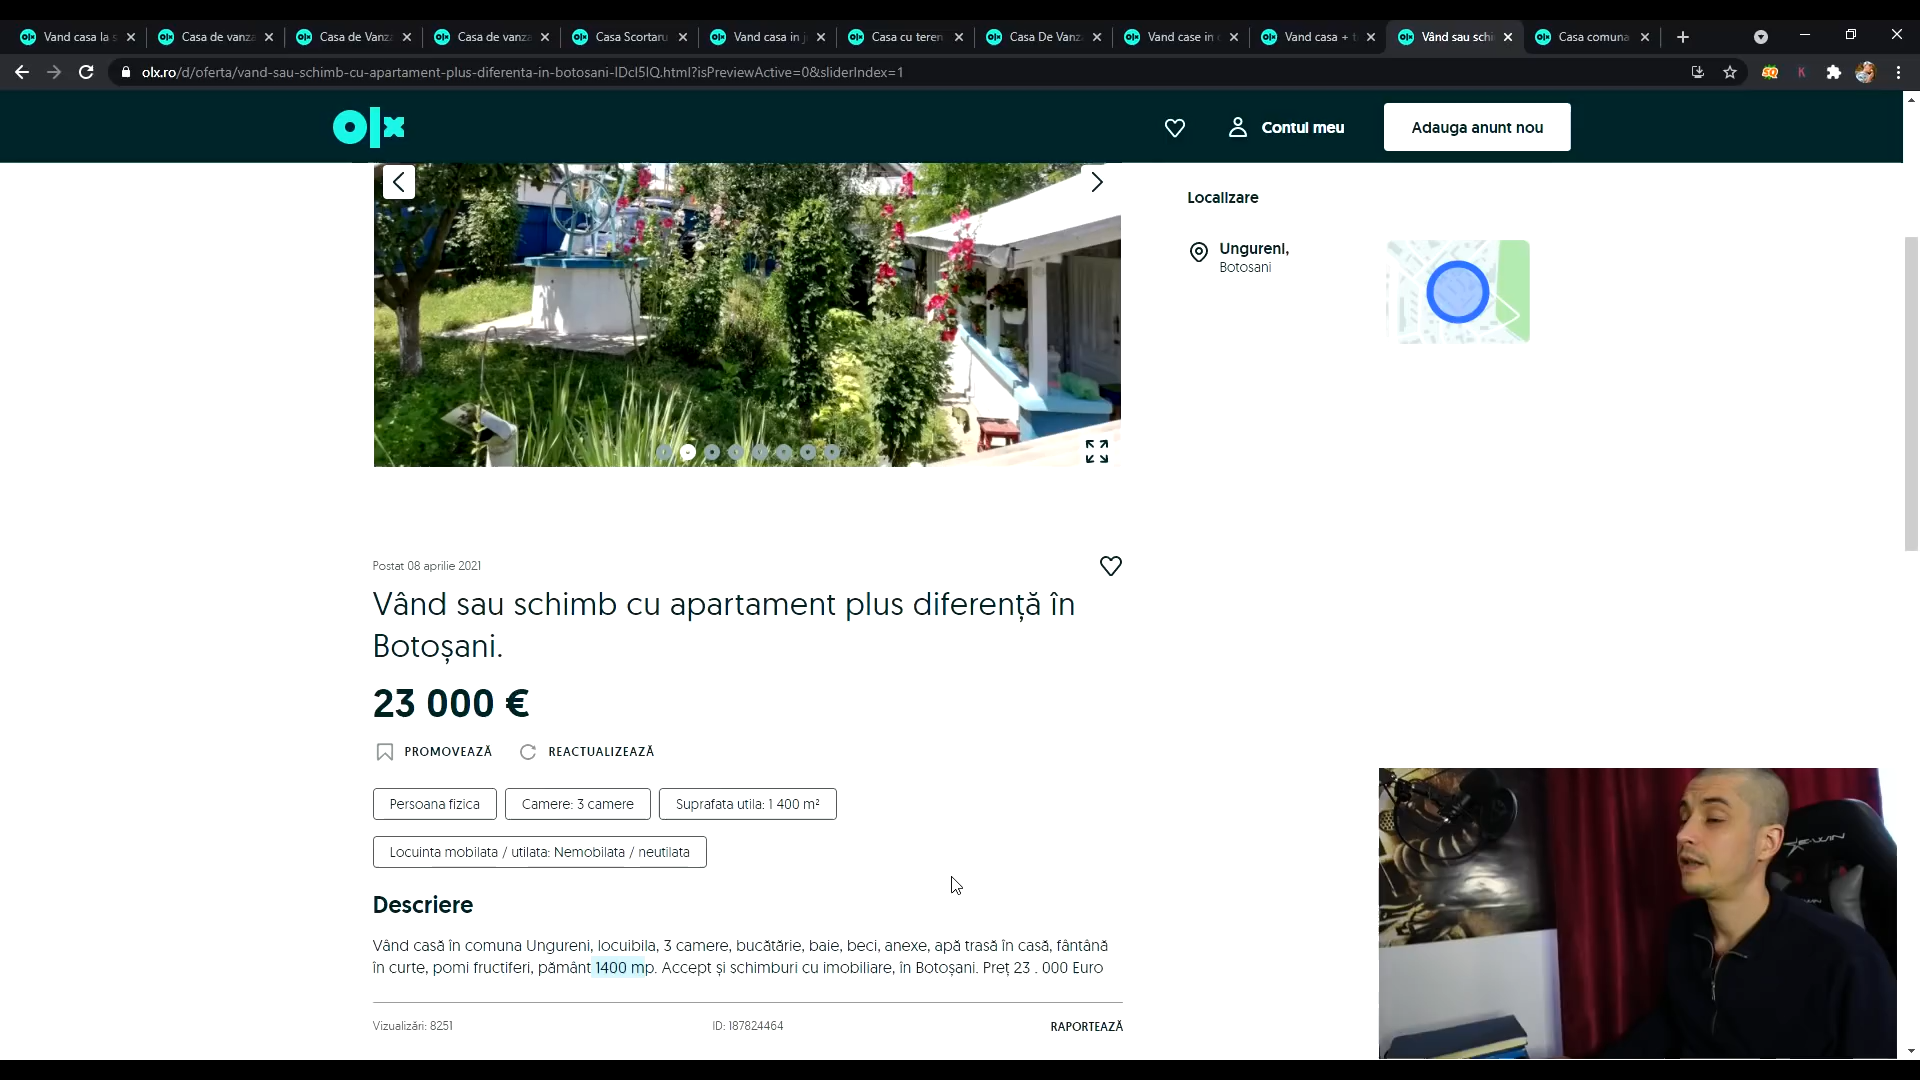 Vand casa la s
Casa de vanza
Casa de Vanz
Casa de vanza
Casa Scortaru
Vand casa in j
Casa cu teren
Casa De Vanz
Vand case in
Vand casa + t
Vând sau schi
Casa comuna
olx.ro/d/oferta/vand-sau-schimb-cu-apartament-plus-diferenta-in-botosani-IDcI5IQ.html?isPreviewActive=0&sliderIndex=1
olx
Contul meu
Adauga anunt nou
Localizare
Ungureni,
Botosani
Postat 08 aprilie 2021
Vând sau schimb cu apartament plus diferență în
Botoșani.
23 000 €
PROMOVEAZĂ
REACTUALIZEAZĂ
Persoana fizica
Camere: 3 camere
Suprafata utila: 1 400 m²
Locuinta mobilata / utilata: Nemobilata / neutilata
Descriere
Vând casă în comuna Ungureni, locuibila, 3 camere, bucătărie, baie, beci, anexe, apă trasă în casă, fântână
în curte, pomi fructiferi, pământ 1400 mp. Accept și schimburi cu imobiliare, în Botoșani. Preț 23 . 000 Euro
Vizualizări: 8251
ID: 187824464
RAPORTEAZĂ